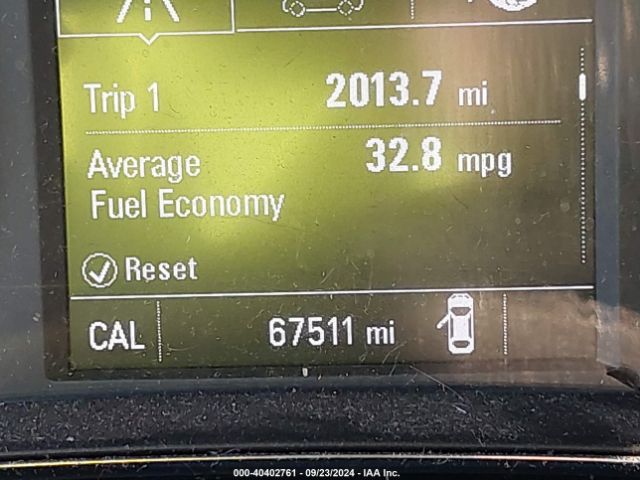 Trip 1 2013.7 mi
Average 32.8 mpg
Fuel Economy
Reset
CAL 67511 mi
000-40402761 - 09/23/2024 - IAA Inc.